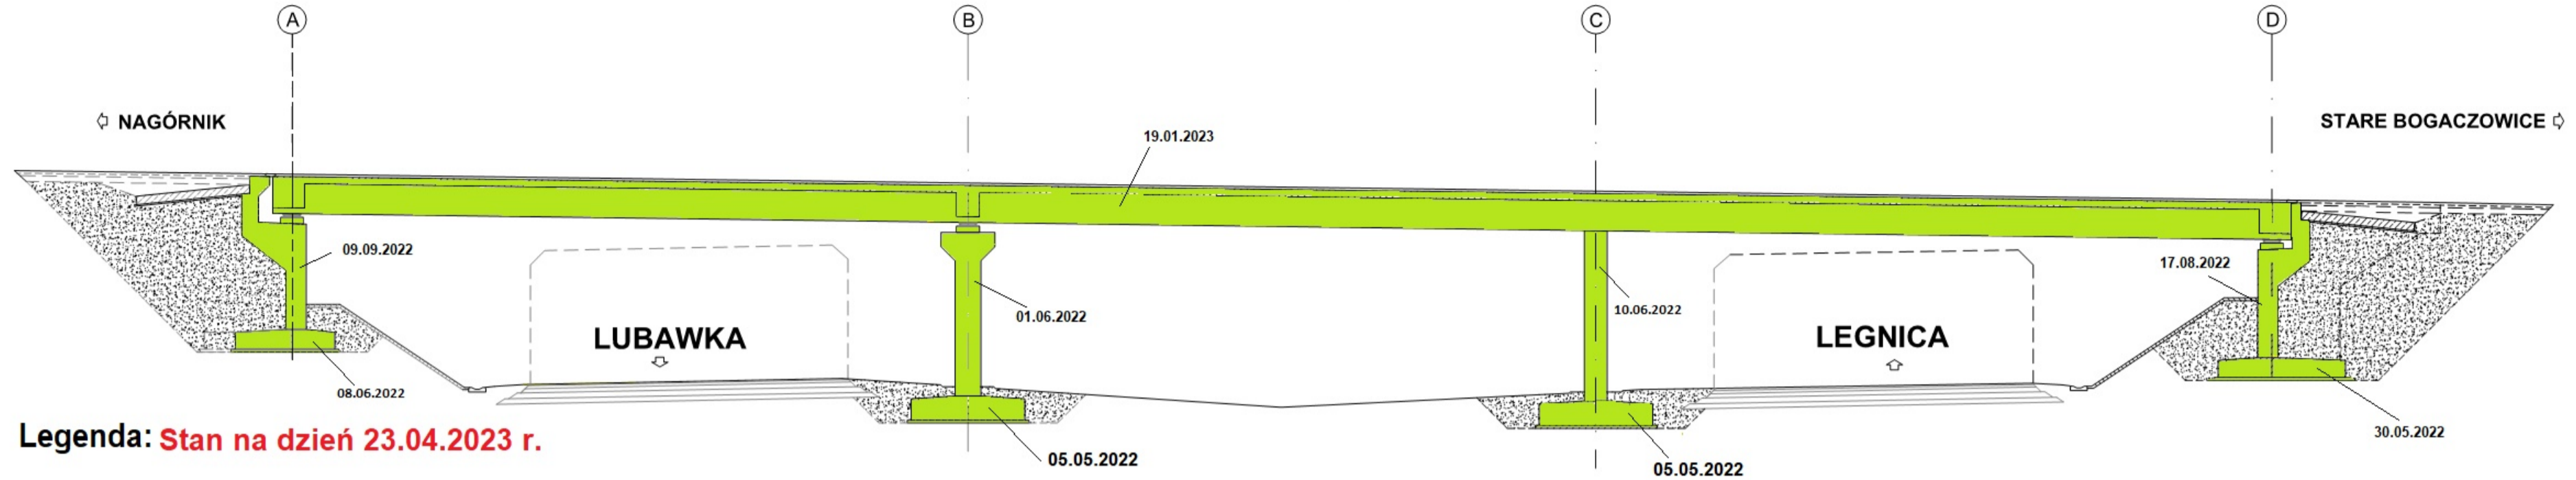 A
B
C
D
NAGÓRNIK
STARE BOGACZOWICE
19.01.2023
09.09.2022
01.06.2022
10.06.2022
17.08.2022
LUBAWKA
LEGNICA
08.06.2022
30.05.2022
Legenda: Stan na dzień 23.04.2023 r.
05.05.2022
05.05.2022